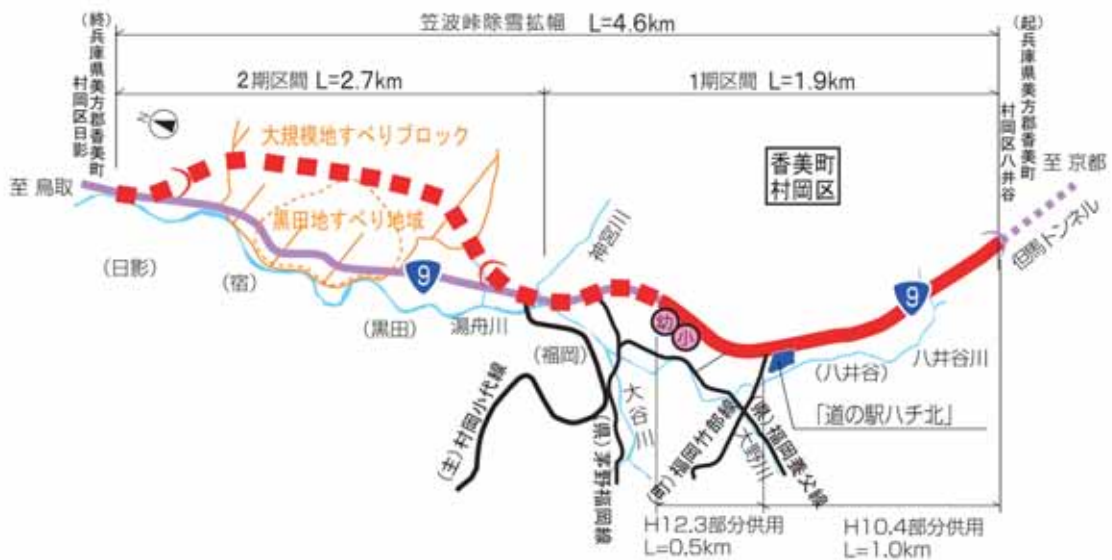 笠波峠除雪拡幅 L=4.6km
(終)兵庫県美方郡香美町
村岡区日影
(起)兵庫県美方郡香美町
村岡区八井谷
2期区間 L=2.7km
1期区間 L=1.9km
N
大規模地すべりブロック
香美町
村岡区
至 京都
至 鳥取
黒田地すべり地域
神宮川
但馬トンネル
(日影)
(宿)
9
9
(黒田)
湯舟川
幼
小
(福岡)
(八井谷)
八井谷川
大谷川
「道の駅ハチ北」
(主)村岡小代線
(県)茅野福岡線
(町)福岡竹部線
大野川
(県)福岡養父線
H12.3部分供用
L=0.5km
H10.4部分供用
L=1.0km